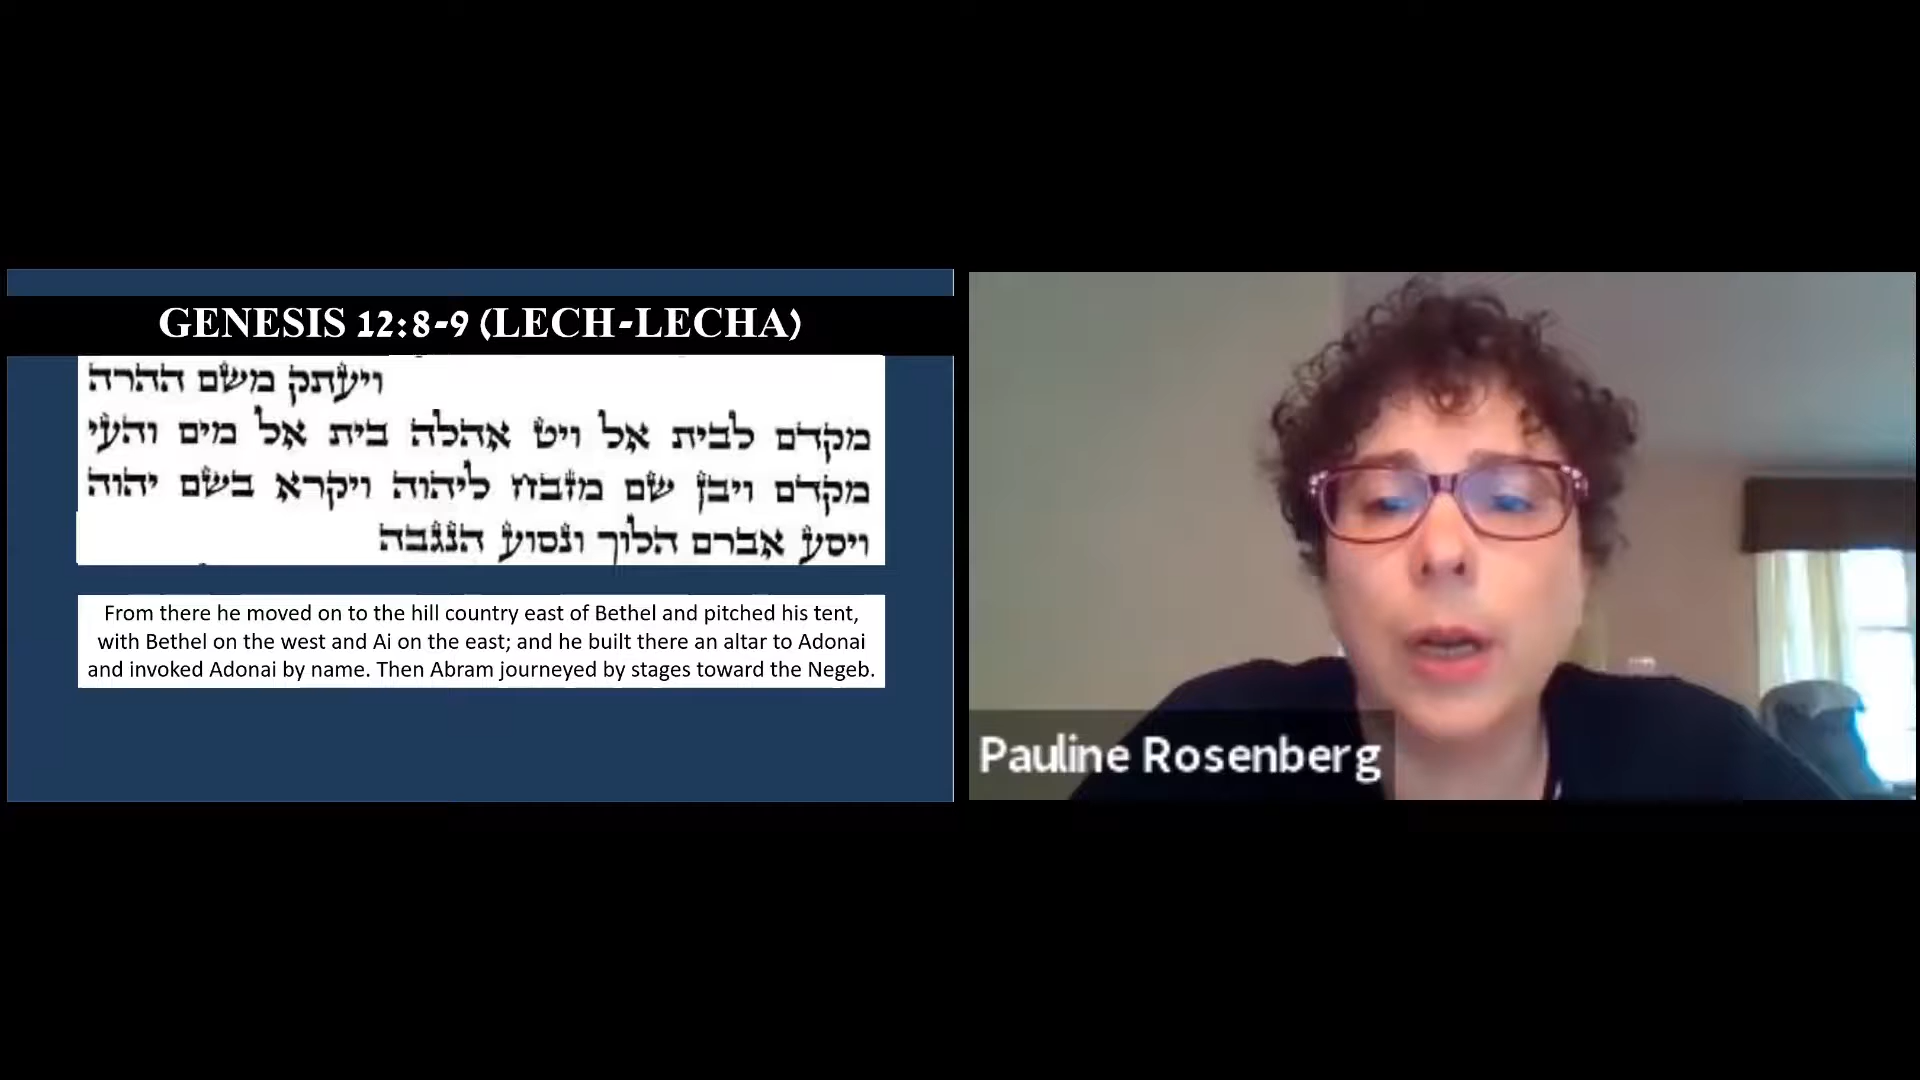 GENESIS 12:8-9 (LECH-LECHA)
ויעתק משם ההרה
מקדם לבית אל ויט אהלה בית אל מים והעי
מקדם ויבן שם מזבח ליהוה ויקרא בשם יהוה
ויסע אברם הלוך ונסוע הנגבה
From there he moved on to the hill country east of Bethel and pitched his tent,
with Bethel on the west and Ai on the east; and he built there an altar to Adonai
and invoked Adonai by name. Then Abram journeyed by stages toward the Negeb.
Pauline Rosenberg